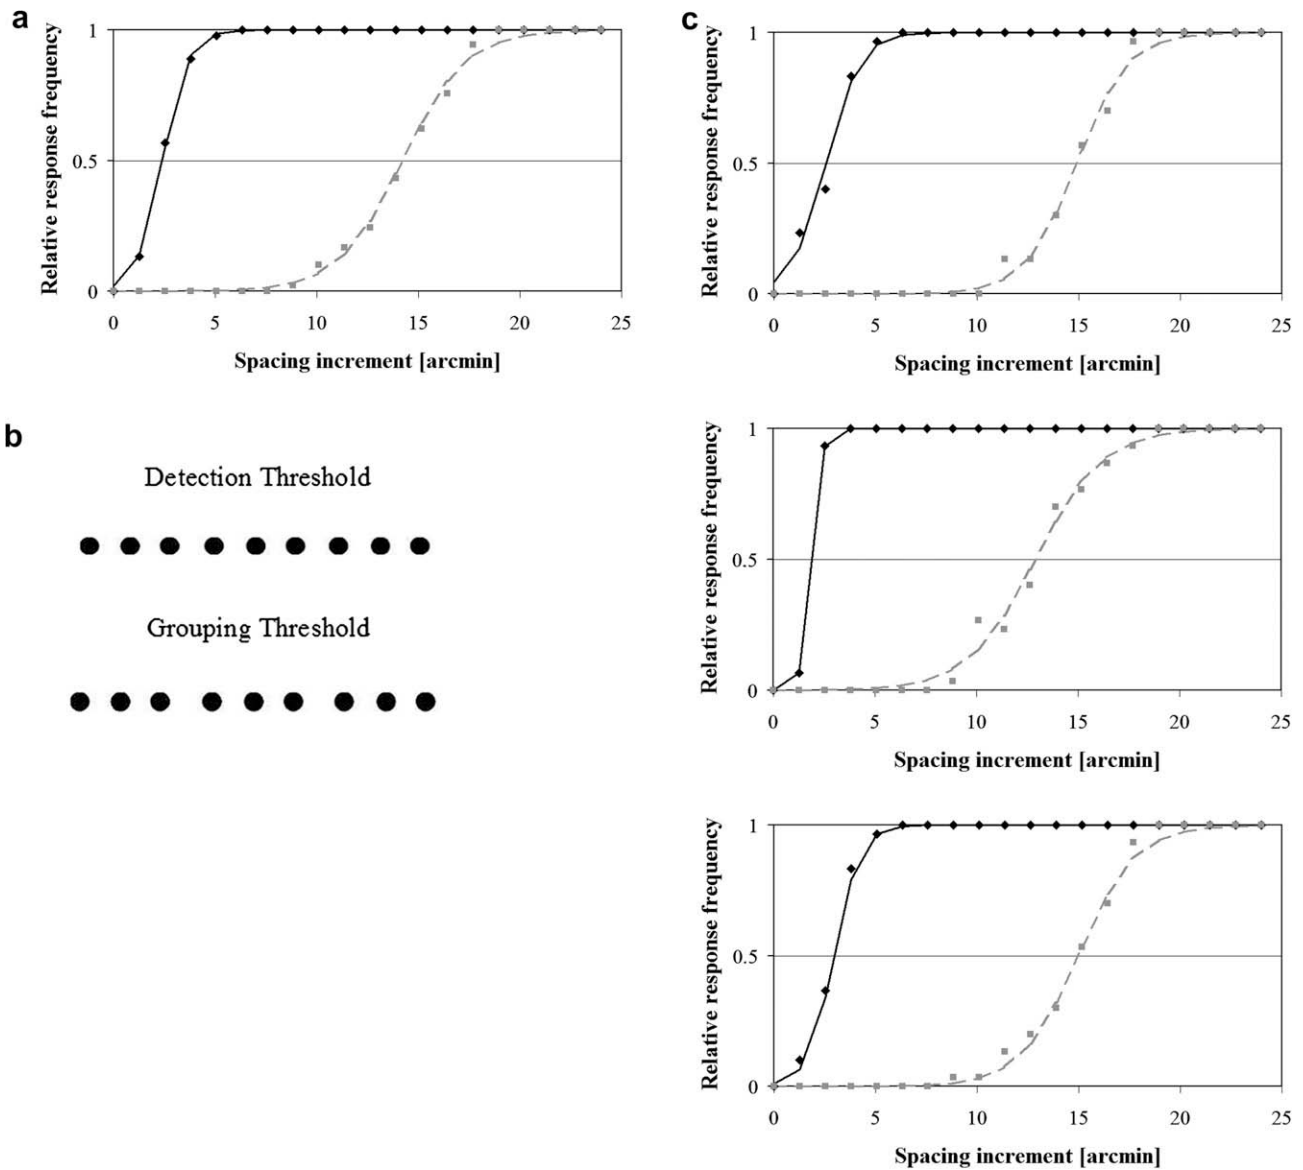 a
Relative response frequency
1
0.5
0
0 5 10 15 20 25
Spacing increment [arcmin]
b
Detection Threshold
Grouping Threshold
c
Relative response frequency
1
0.5
0
0 5 10 15 20 25
Spacing increment [arcmin]
Relative response frequency
1
0.5
0
0 5 10 15 20 25
Spacing increment [arcmin]
Relative response frequency
1
0.5
0
0 5 10 15 20 25
Spacing increment [arcmin]